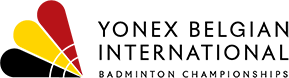 YONEX BELGIAN
INTERNATIONAL
BADMINTON CHAMPIONSHIPS